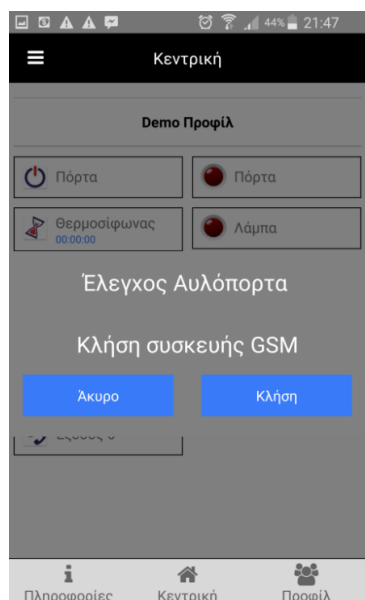 44% 21:47
Κεντρική
Demo Προφίλ
Πόρτα
Πόρτα
Θερμοσίφωνας
00:00:00
Λάμπα
Έλεγχος Αυλόπορτα
Κλήση συσκευής GSM
Άκυρο
Κλήση
Πληροφορίες
Κεντρική
Προφίλ